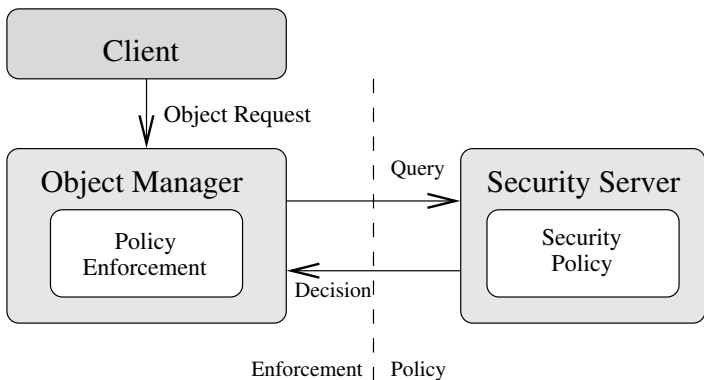 Client
Object Request
Object Manager
Query
Security Server
Policy
Enforcement
Security
Policy
Decision
Enforcement
Policy